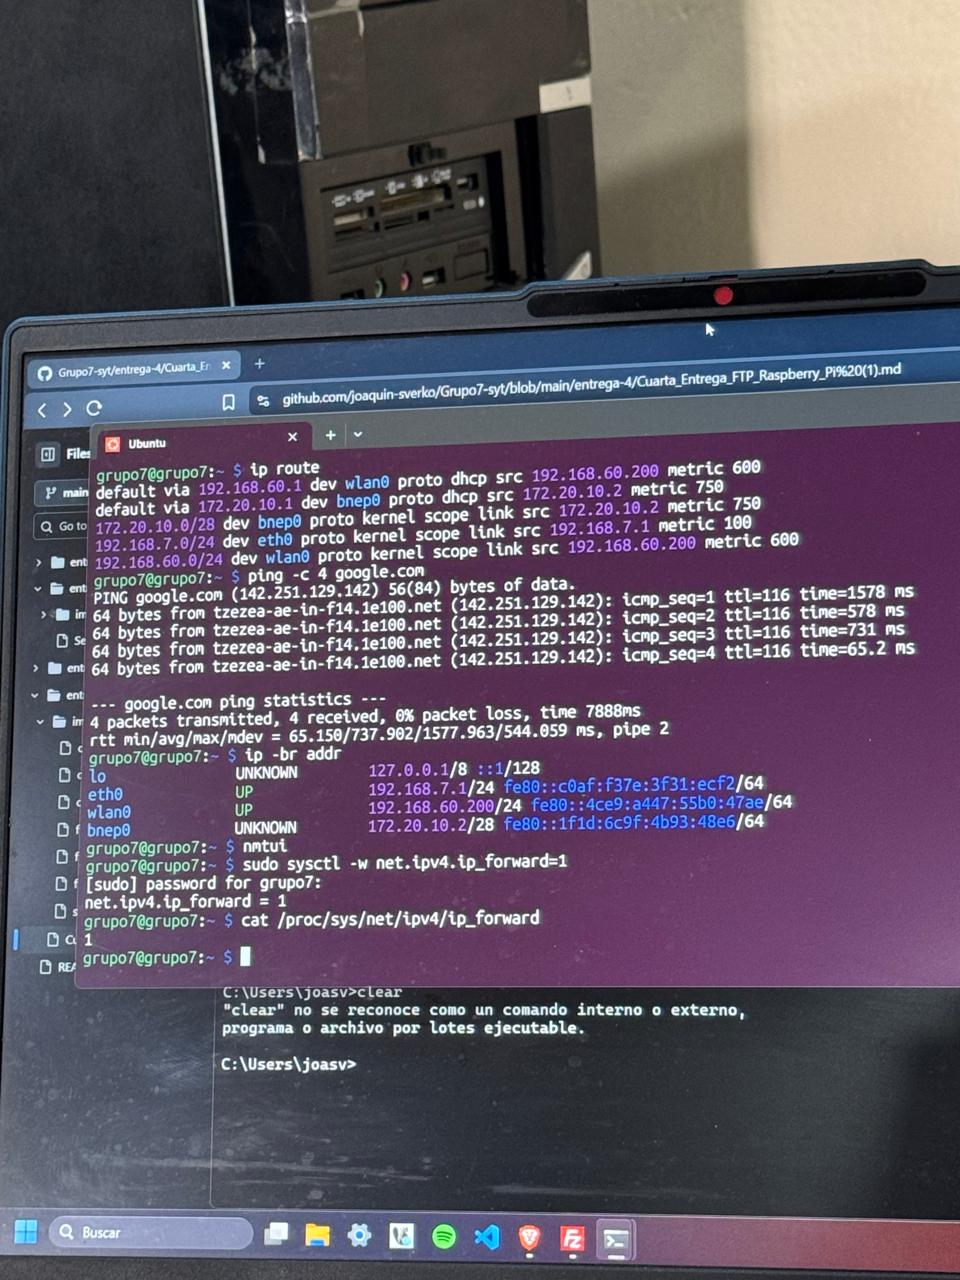 Grupo7-syt/entrega-4/Cuarta_Er
github.com/joaquin-sverko/Grupo7-syt/blob/main/entrega-4/Cuarta_Entrega_FTP_Raspberry_Pi%20(1).md
Files
main
Go to
Ubuntu
grupo7@grupo7:~ $ ip route
default via 192.168.60.1 dev wlan0 proto dhcp src 192.168.60.200 metric 600
default via 172.20.10.1 dev bnep0 proto dhcp src 172.20.10.2 metric 750
172.20.10.0/28 dev bnep0 proto kernel scope link src 172.20.10.2 metric 750
192.168.7.0/24 dev eth0 proto kernel scope link src 192.168.7.1 metric 100
192.168.60.0/24 dev wlan0 proto kernel scope link src 192.168.60.200 metric 600
grupo7@grupo7:~ $ ping -c 4 google.com
PING google.com (142.251.129.142) 56(84) bytes of data.
64 bytes from tzezea-ae-in-f14.1e100.net (142.251.129.142): icmp_seq=1 ttl=116 time=1578 ms
64 bytes from tzezea-ae-in-f14.1e100.net (142.251.129.142): icmp_seq=2 ttl=116 time=578 ms
64 bytes from tzezea-ae-in-f14.1e100.net (142.251.129.142): icmp_seq=3 ttl=116 time=731 ms
64 bytes from tzezea-ae-in-f14.1e100.net (142.251.129.142): icmp_seq=4 ttl=116 time=65.2 ms
--- google.com ping statistics ---
4 packets transmitted, 4 received, 0% packet loss, time 7888ms
rtt min/avg/max/mdev = 65.150/737.902/1577.963/544.059 ms, pipe 2
grupo7@grupo7:~ $ ip -br addr
lo UNKNOWN 127.0.0.1/8 ::1/128
eth0 UP 192.168.7.1/24 fe80::c0af:f37e:3f31:ecf2/64
wlan0 UP 192.168.60.200/24 fe80::4ce9:a447:55b0:47ae/64
bnep0 UNKNOWN 172.20.10.2/28 fe80::1f1d:6c9f:4b93:48e6/64
grupo7@grupo7:~ $ nmtui
grupo7@grupo7:~ $ sudo sysctl -w net.ipv4.ip_forward=1
[sudo] password for grupo7:
net.ipv4.ip_forward = 1
grupo7@grupo7:~ $ cat /proc/sys/net/ipv4/ip_forward
1
grupo7@grupo7:~ $
C:\Users\joasv>clear
"clear" no se reconoce como un comando interno o externo,
programa o archivo por lotes ejecutable.
C:\Users\joasv>
Buscar